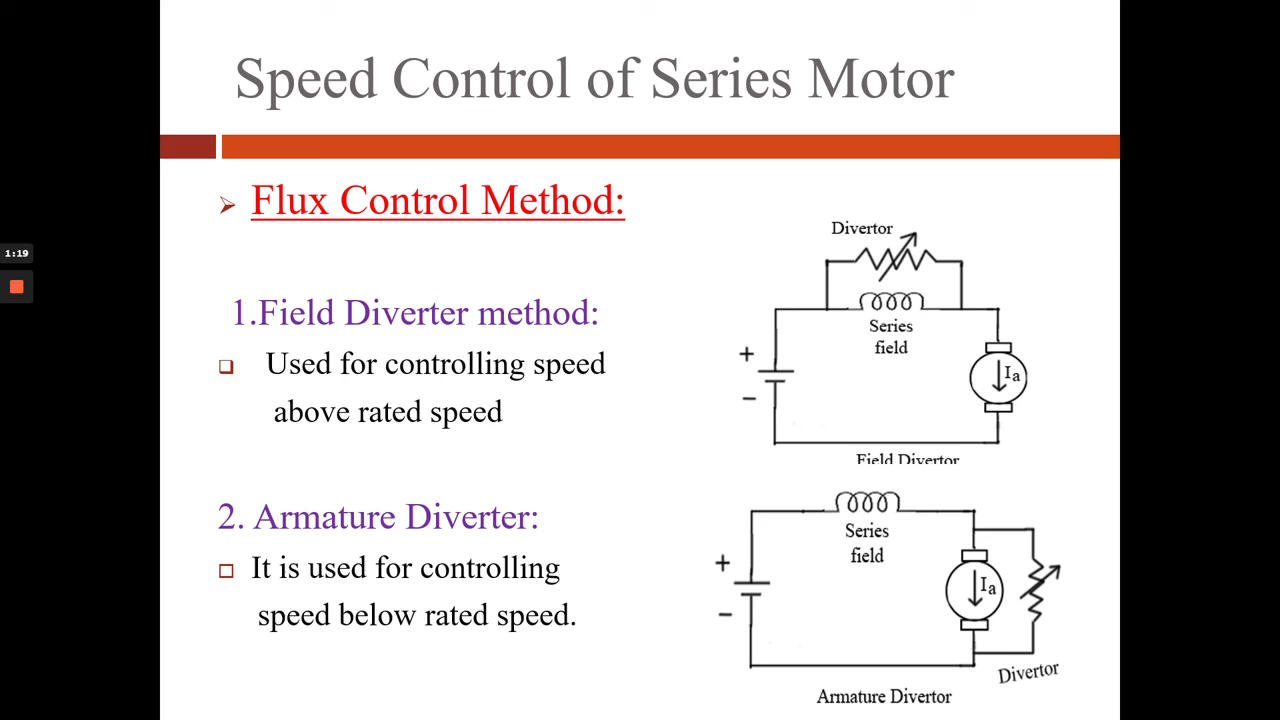 Speed Control of Series Motor
Flux Control Method:
1.Field Diverter method:
Used for controlling speed
above rated speed
2. Armature Diverter:
It is used for controlling
speed below rated speed.
1:19
Divertor
Series
field
+
−
Ia
Field Divertor
Series
field
+
−
Ia
Divertor
Armature Divertor